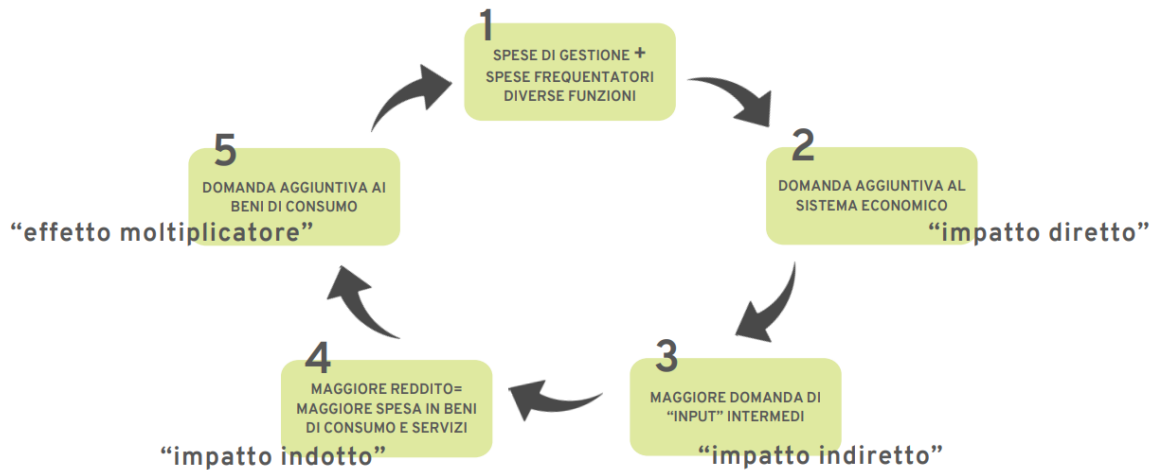 1
SPESE DI GESTIONE +
SPESE FREQUENTATORI
DIVERSE FUNZIONI
2
DOMANDA AGGIUNTIVA AL
SISTEMA ECONOMICO
“impatto diretto”
3
MAGGIORE DOMANDA DI
“INPUT” INTERMEDI
“impatto indiretto”
4
MAGGIORE REDDITO=
MAGGIORE SPESA IN BENI
DI CONSUMO E SERVIZI
“impatto indotto”
5
DOMANDA AGGIUNTIVA AI
BENI DI CONSUMO
“effetto moltiplicatore”